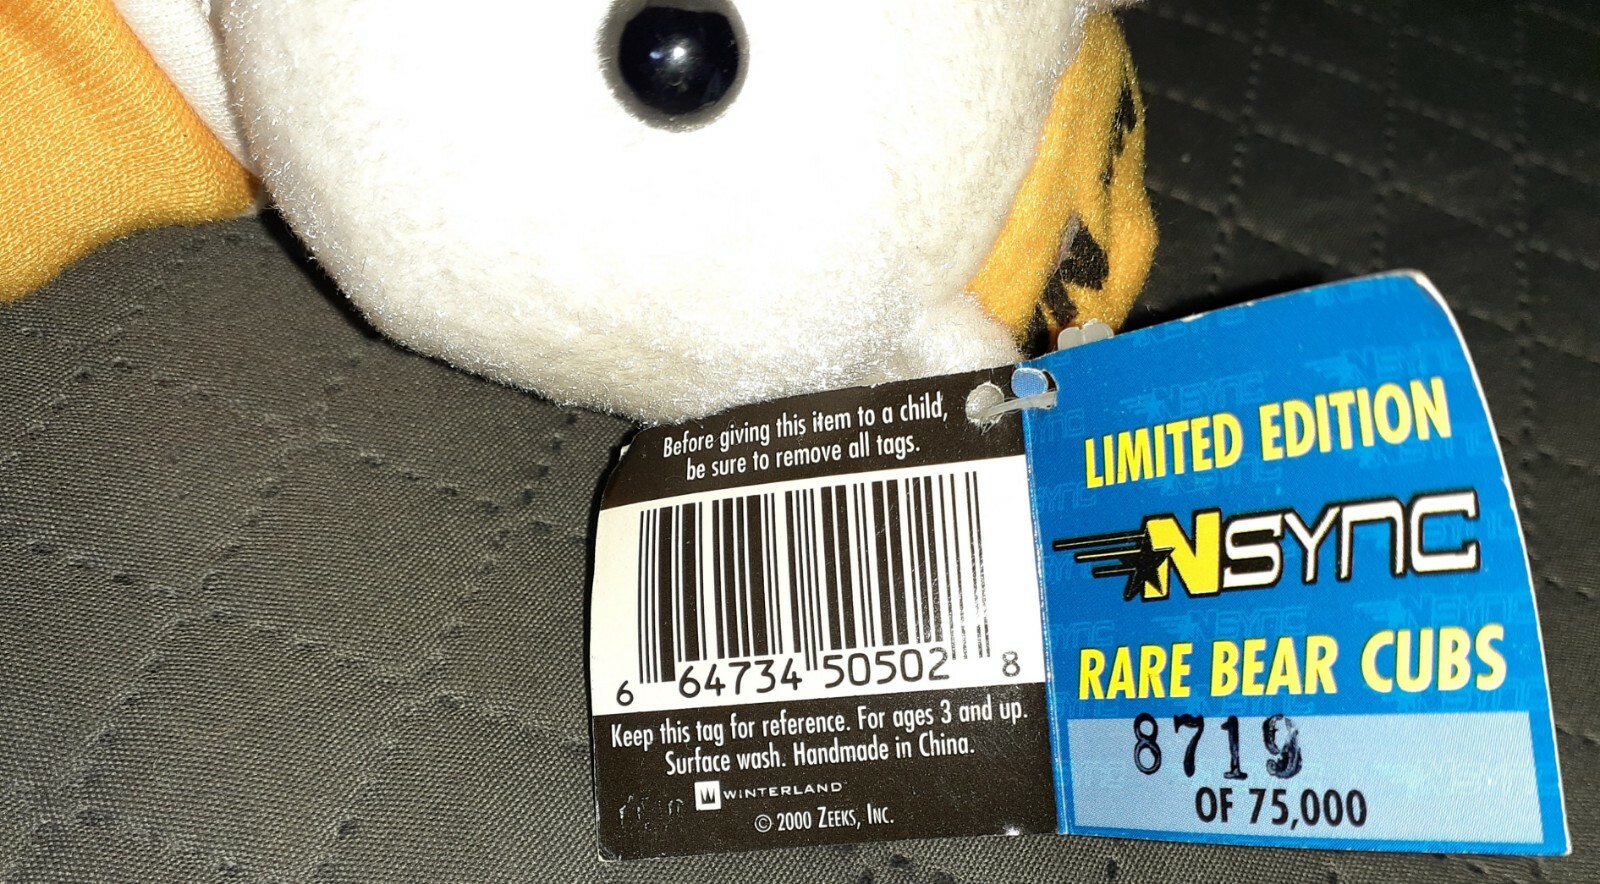 Before giving this item to a child,
be sure to remove all tags.
6 64734 50502 8
Keep this tag for reference. For ages 3 and up.
Surface wash. Handmade in China.
W WINTERLAND™
© 2000 ZEEKS, INC.
LIMITED EDITION
NSYNC
RARE BEAR CUBS
8719
OF 75,000